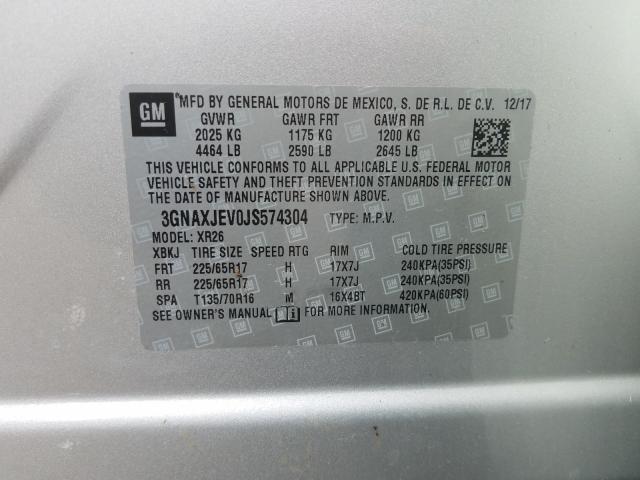 GM
MFD BY GENERAL MOTORS DE MEXICO, S. DE R.L. DE C.V. 12/17
GVWR GAWR FRT GAWR RR
2025 KG 1175 KG 1200 KG
4464 LB 2590 LB 2645 LB
THIS VEHICLE CONFORMS TO ALL APPLICABLE U.S. FEDERAL MOTOR
VEHICLE SAFETY AND THEFT PREVENTION STANDARDS IN EFFECT ON
THE DATE OF MANUFACTURE SHOWN ABOVE.
3GNAXJEV0JS574304 TYPE: M.P.V.
MODEL: XR26
XBKJ TIRE SIZE SPEED RTG RIM COLD TIRE PRESSURE
FRT 225/65R17 H 17X7J 240KPA(35PSI)
RR 225/65R17 H 17X7J 240KPA(35PSI)
SPA T135/70R16 M 16X4BT 420KPA(60PSI)
SEE OWNER'S MANUAL FOR MORE INFORMATION.